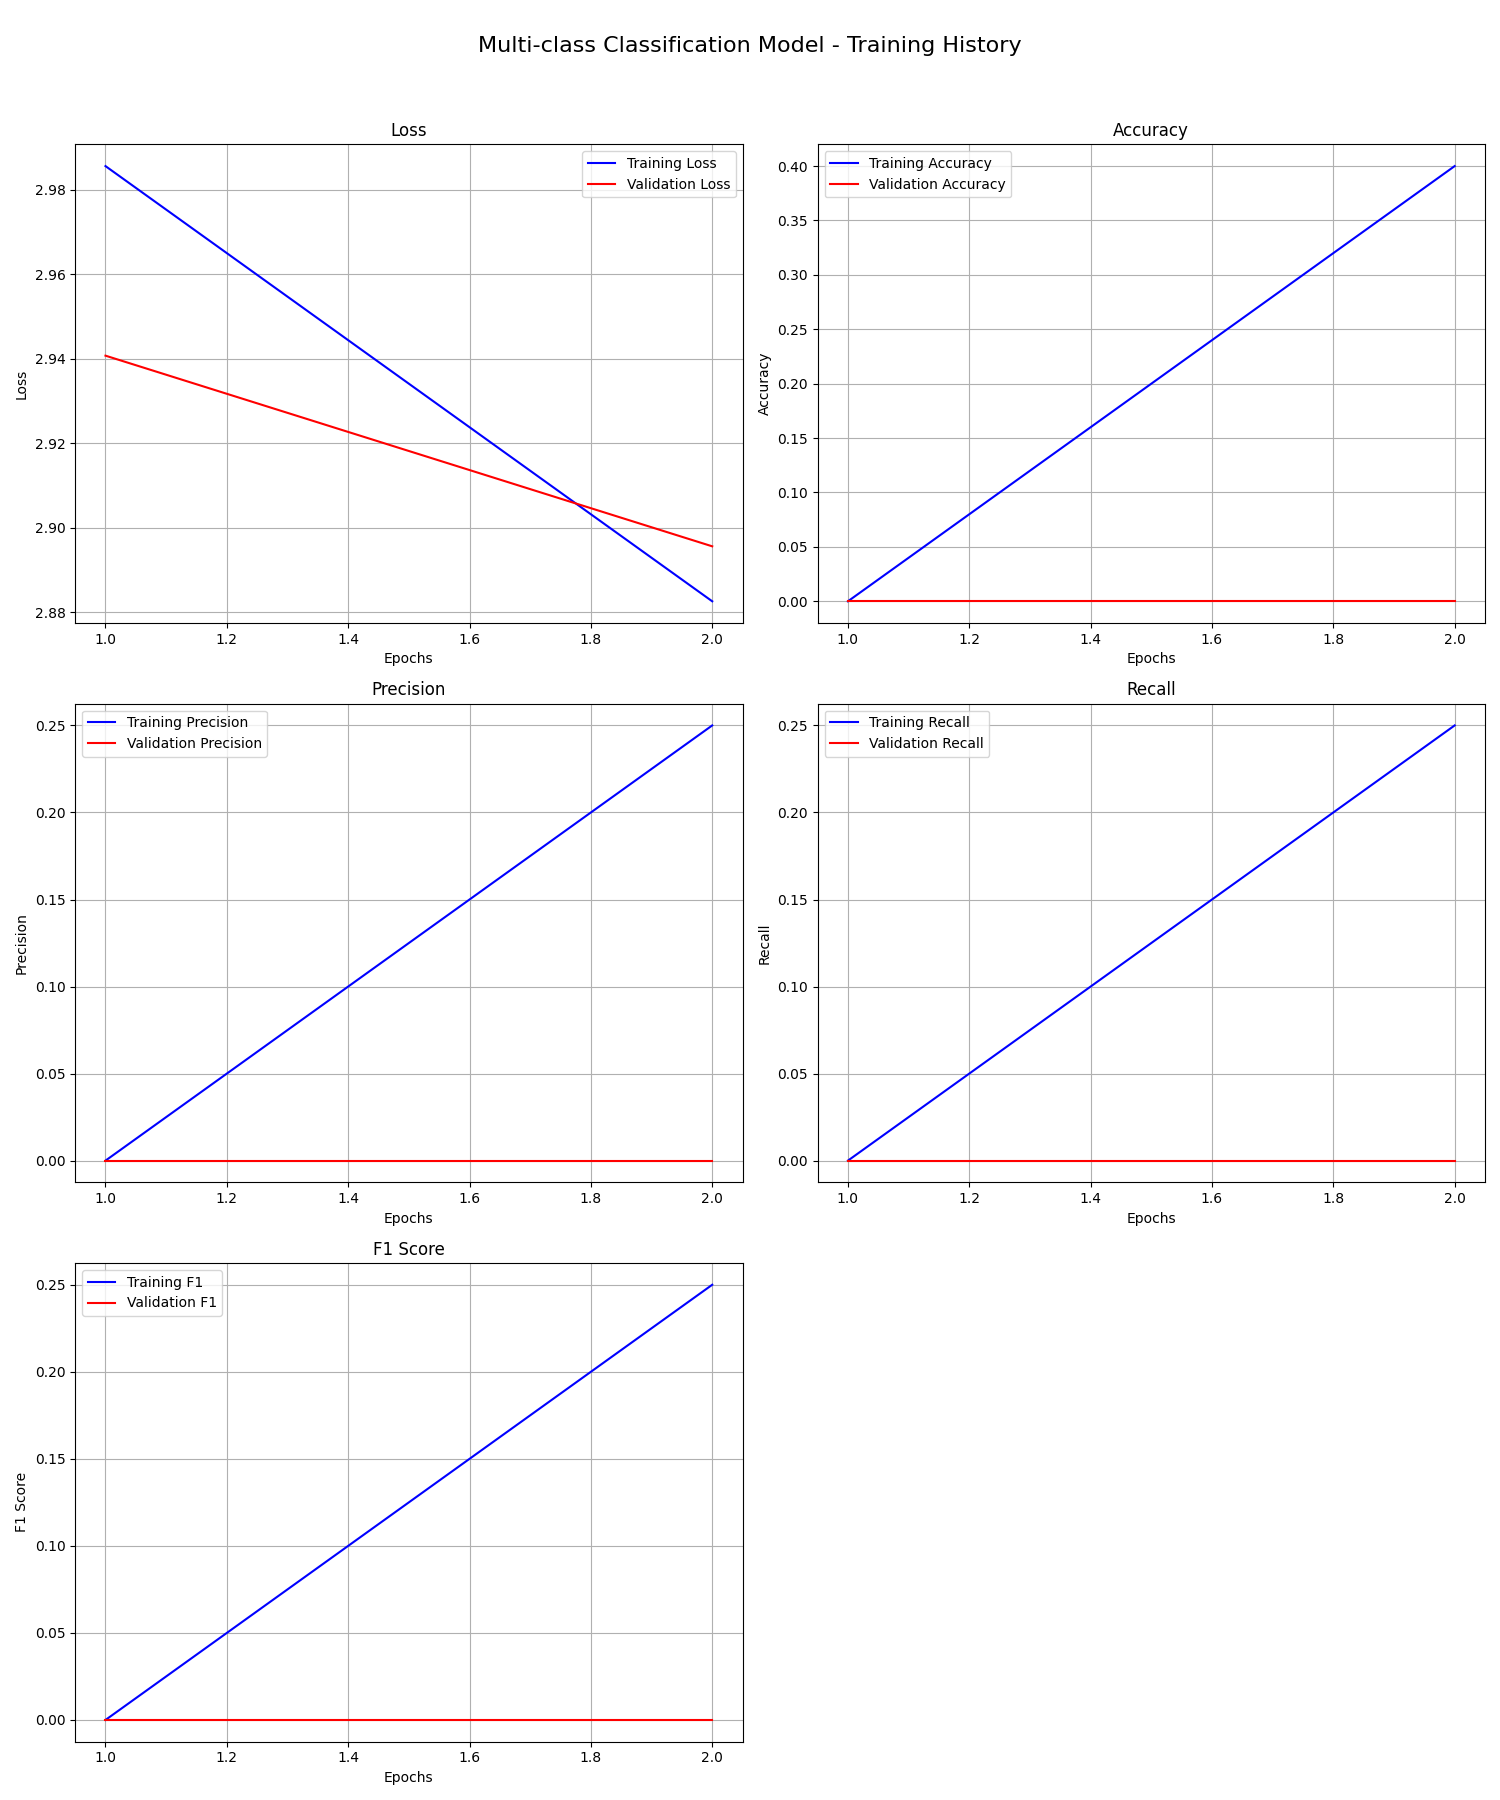 Multi-class Classification Model - Training History
Loss
Training Loss
Validation Loss
2.98
2.96
2.94
2.92
2.90
2.88
Loss
1.0 1.2 1.4 1.6 1.8 2.0
Epochs
Accuracy
Training Accuracy
Validation Accuracy
0.40
0.35
0.30
0.25
0.20
0.15
0.10
0.05
0.00
Accuracy
1.0 1.2 1.4 1.6 1.8 2.0
Epochs
Precision
Training Precision
Validation Precision
0.25
0.20
0.15
0.10
0.05
0.00
Precision
1.0 1.2 1.4 1.6 1.8 2.0
Epochs
Recall
Training Recall
Validation Recall
0.25
0.20
0.15
0.10
0.05
0.00
Recall
1.0 1.2 1.4 1.6 1.8 2.0
Epochs
F1 Score
Training F1
Validation F1
0.25
0.20
0.15
0.10
0.05
0.00
F1 Score
1.0 1.2 1.4 1.6 1.8 2.0
Epochs